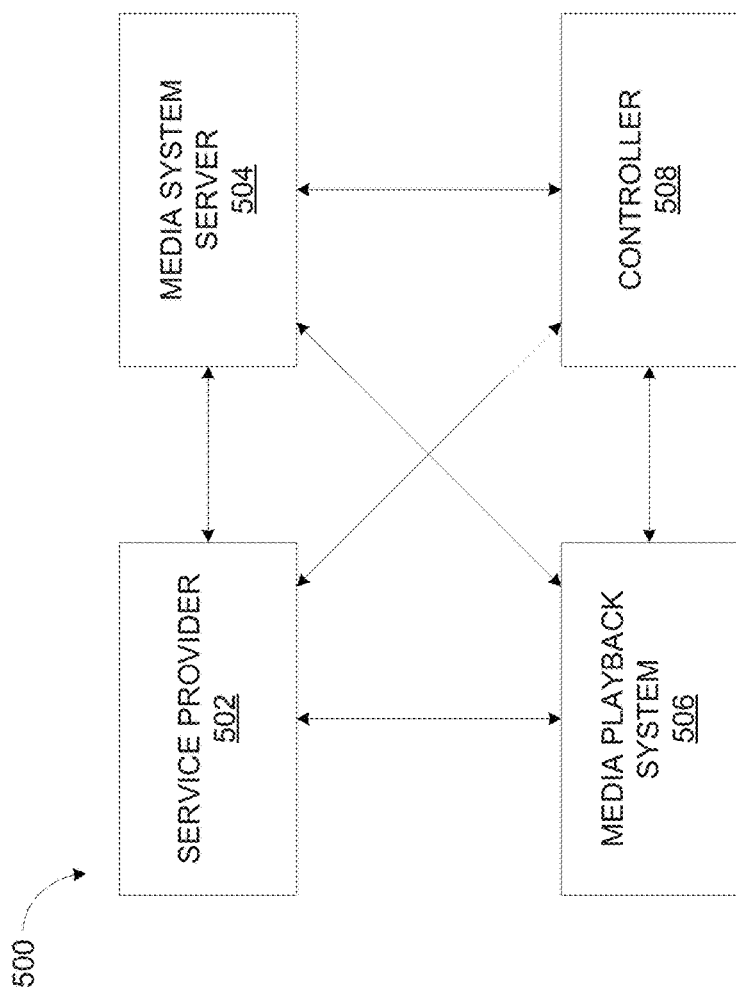 500
SERVICE PROVIDER
502
MEDIA SYSTEM
SERVER
504
MEDIA PLAYBACK
SYSTEM
506
CONTROLLER
508